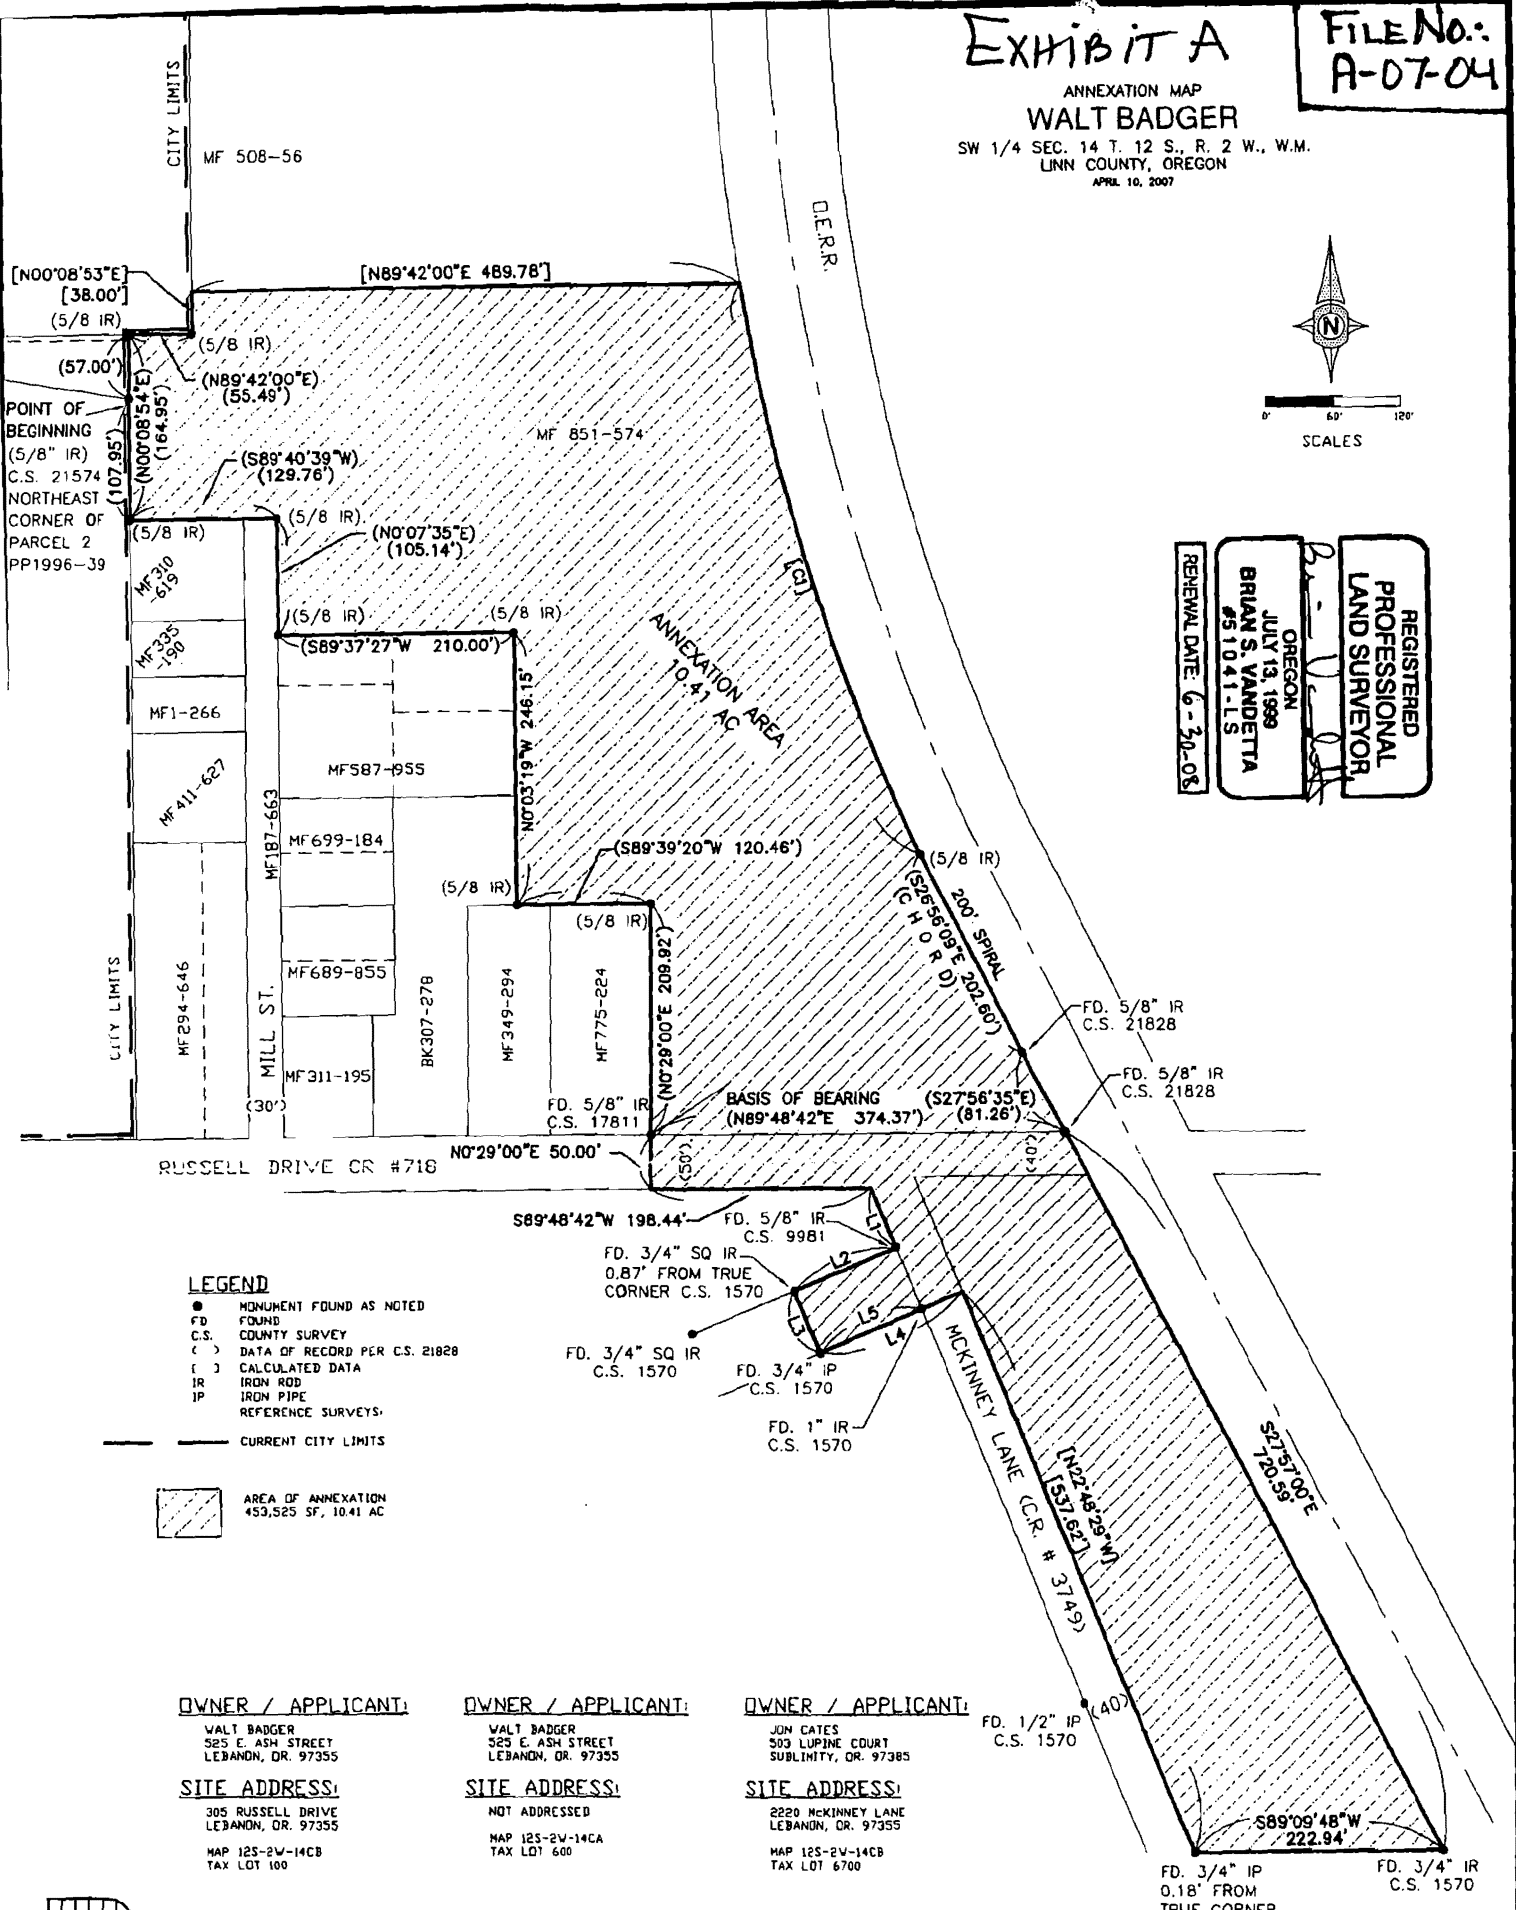 EXHIBIT A
FILE NO.:
A-07-04
ANNEXATION MAP
WALT BADGER
SW 1/4 SEC. 14 T. 12 S., R. 2 W., W.M.
LINN COUNTY, OREGON
APRIL 10, 2007
CITY LIMITS
MF 508-56
O.E.R.R.
[N00°08'53"E]
[38.00']
(5/8 IR)
[N89°42'00"E 489.78']
(5/8 IR)
(57.00')
(N89°42'00"E)
(55.49')
(N00°08'54"E)
(164.95')
(107.95')
POINT OF
BEGINNING
(5/8" IR)
C.S. 21574
NORTHEAST
CORNER OF
PARCEL 2
PP1996-39
MF 851-574
(S89°40'39"W)
(129.76')
(5/8 IR)
(5/8 IR)
(N0°07'35"E)
(105.14')
N
0' 60' 120'
SCALES
[C1]
MF310
-619
MF335
-190
(5/8 IR)
(5/8 IR)
(S89°37'27"W 210.00')
ANNEXATION AREA
10.41 AC
REGISTERED
PROFESSIONAL
LAND SURVEYOR
OREGON
JULY 13, 1999
BRIAN S. VANDETTA
#51041-LS
RENEWAL DATE: 6-30-08
MF1-266
MF411-627
MF187-663
MF587-955
N0°03'19"W 246.15'
MF699-184
(S89°39'20"W 120.46')
(5/8 IR)
(5/8 IR)
(5/8 IR)
200' SPIRAL
(S26°56'09"E 202.60')
(CHORD)
CITY LIMITS
MF294-646
MILL ST.
MF689-855
BK307-278
MF349-294
MF775-224
(N0°29'00"E 209.92')
FD. 5/8" IR
C.S. 21828
FD. 5/8" IR
C.S. 21828
MF311-195
(30')
FD. 5/8" IR
C.S. 17811
BASIS OF BEARING
(N89°48'42"E 374.37')
(S27°56'35"E)
(81.26')
RUSSELL DRIVE CR #718
N0°29'00"E 50.00'
(50')
(40')
S89°48'42"W 198.44'
FD. 5/8" IR
C.S. 9981
L1
L2
L3
L5
L4
FD. 3/4" SQ IR
0.87' FROM TRUE
CORNER C.S. 1570
FD. 3/4" SQ IR
C.S. 1570
FD. 3/4" IP
C.S. 1570
FD. 1" IR
C.S. 1570
MCKINNEY LANE (C.R. # 3749)
[N22°48'29"W]
[537.62']
S27°57'00"E
720.59'
LEGEND
MONUMENT FOUND AS NOTED
FD FOUND
C.S. COUNTY SURVEY
( ) DATA OF RECORD PER C.S. 21828
[ ] CALCULATED DATA
IR IRON ROD
IP IRON PIPE
REFERENCE SURVEYS:
CURRENT CITY LIMITS
AREA OF ANNEXATION
453,525 SF, 10.41 AC
OWNER / APPLICANT:
WALT BADGER
525 E. ASH STREET
LEBANON, OR. 97355
SITE ADDRESS:
305 RUSSELL DRIVE
LEBANON, OR. 97355
MAP 12S-2W-14CB
TAX LOT 100
OWNER / APPLICANT:
WALT BADGER
525 E. ASH STREET
LEBANON, OR. 97355
SITE ADDRESS:
NOT ADDRESSED
MAP 12S-2W-14CA
TAX LOT 600
OWNER / APPLICANT:
JON CATES
503 LUPINE COURT
SUBLIMITY, OR. 97385
SITE ADDRESS:
2220 McKINNEY LANE
LEBANON, OR. 97355
MAP 12S-2W-14CB
TAX LOT 6700
FD. 1/2" IP
C.S. 1570
(40)
S89°09'48"W
222.94'
FD. 3/4" IP
0.18' FROM
TRUE CORNER
FD. 3/4" IR
C.S. 1570